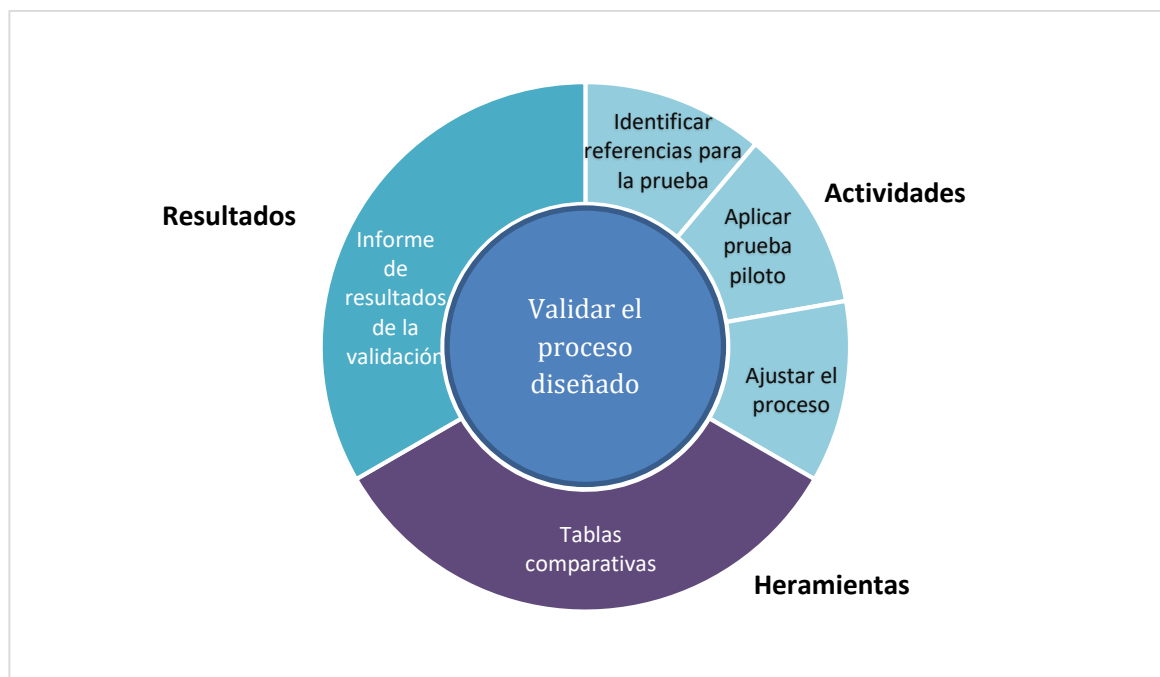 Identificar
referencias para
la prueba
Actividades
Aplicar
prueba
piloto
Ajustar el
proceso
Resultados
Informe
de
resultados
de la
validación
Validar el
proceso
diseñado
Tablas
comparativas
Heramientas